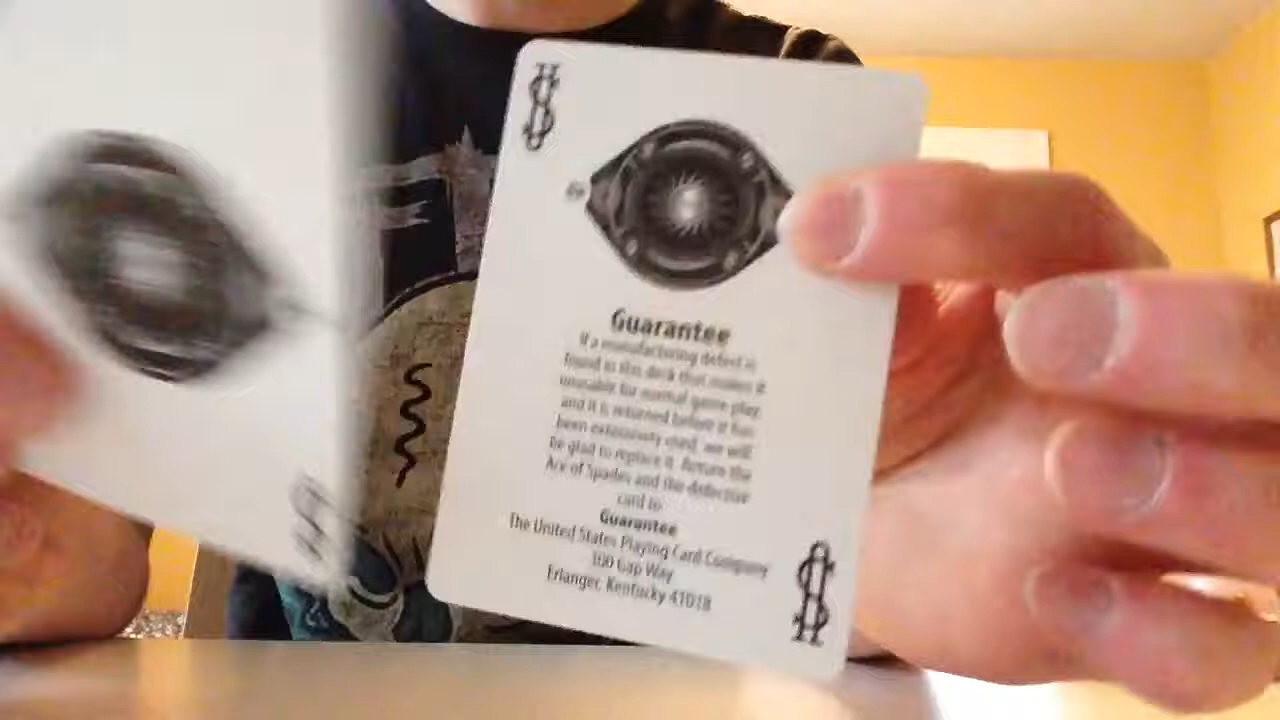 Guarantee
If a manufacturing defect is
found in this deck that makes it
unusable for normal game play
and it is returned before it has
been extensively used, we will
be glad to replace it. Return the
Ace of Spades and the defective
card to
Guarantee
The United States Playing Card Company
100 Gap Way
Erlanger, Kentucky 41018